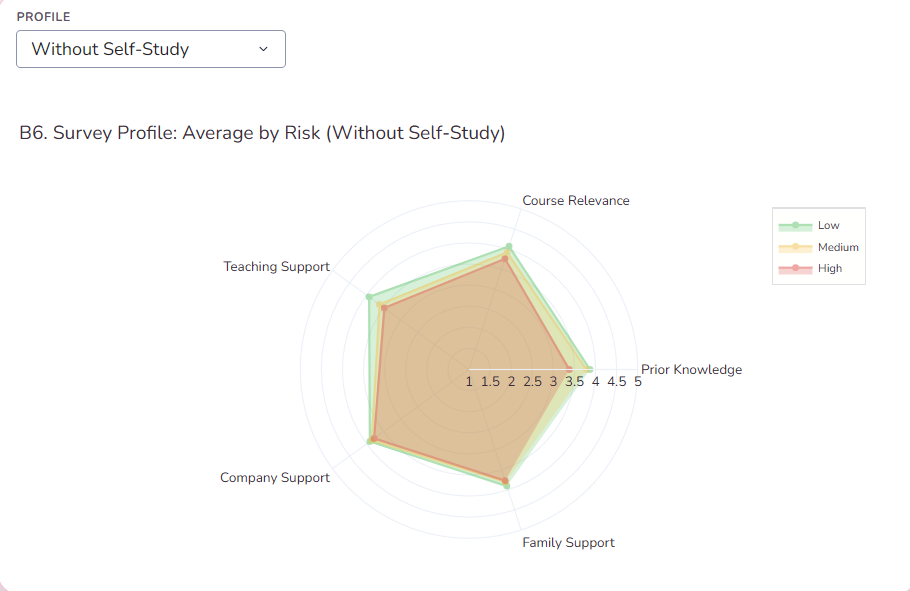 PROFILE
Without Self-Study
B6. Survey Profile: Average by Risk (Without Self-Study)
Course Relevance
Low
Medium
High
Teaching Support
Prior Knowledge
1 1.5 2 2.5 3 3.5 4 4.5 5
Company Support
Family Support